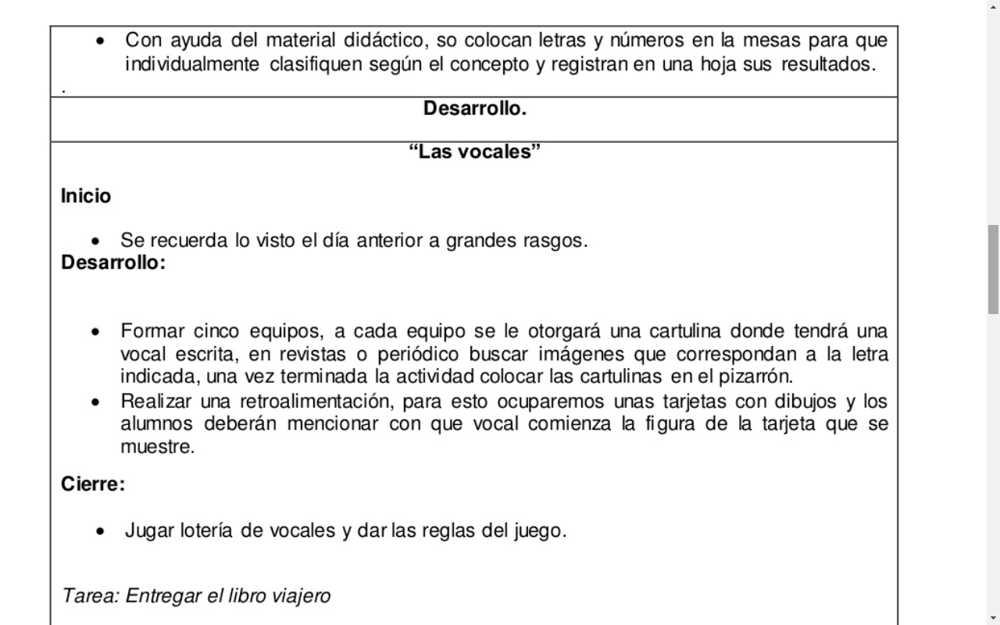 • Con ayuda del material didáctico, so colocan letras y números en la mesas para que
individualmente clasifiquen según el concepto y registran en una hoja sus resultados.
.
Desarrollo.
“Las vocales”
Inicio
• Se recuerda lo visto el día anterior a grandes rasgos.
Desarrollo:
• Formar cinco equipos, a cada equipo se le otorgará una cartulina donde tendrá una
vocal escrita, en revistas o periódico buscar imágenes que correspondan a la letra
indicada, una vez terminada la actividad colocar las cartulinas en el pizarrón.
• Realizar una retroalimentación, para esto ocuparemos unas tarjetas con dibujos y los
alumnos deberán mencionar con que vocal comienza la figura de la tarjeta que se
muestre.
Cierre:
• Jugar lotería de vocales y dar las reglas del juego.
Tarea: Entregar el libro viajero